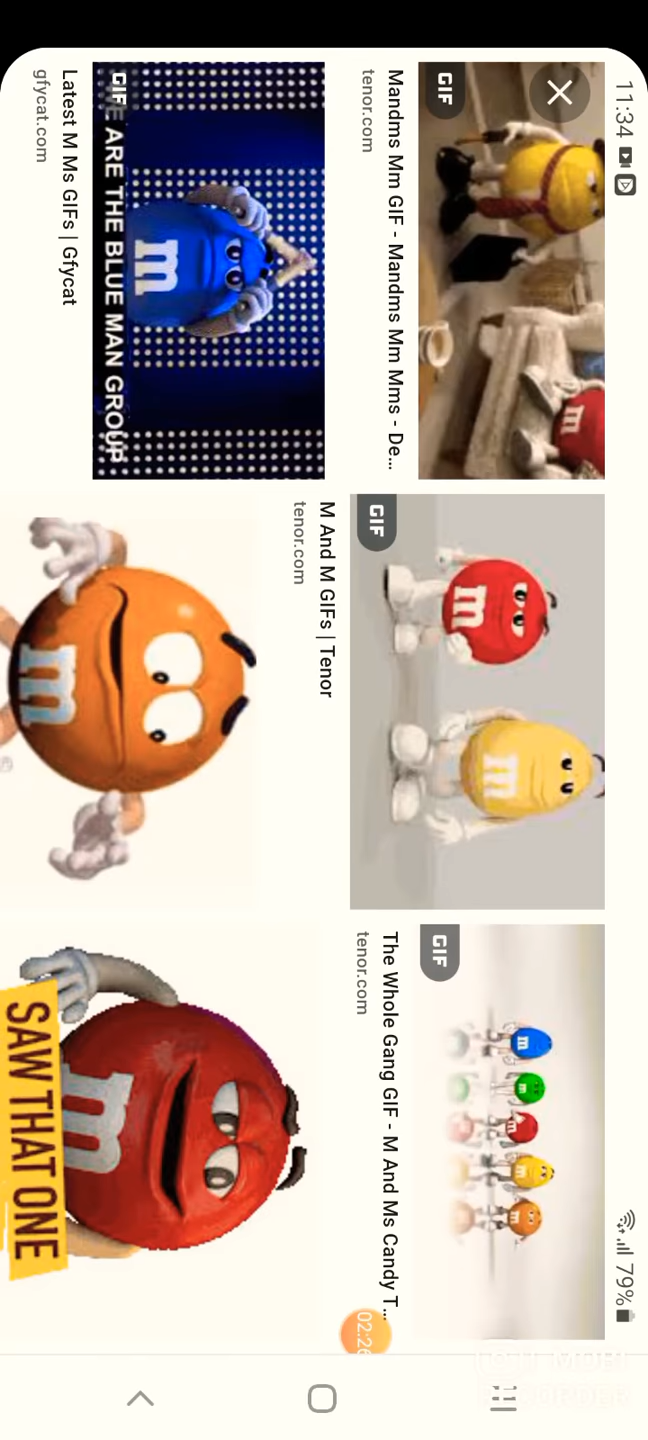 11:34
79%
GIF
Mandms Mm GIF - Mandms Mm Mms - De...
tenor.com
m
GIF
m
m
M And M GIFs | Tenor
tenor.com
GIF
m
m
m
m
m
The Whole Gang GIF - M And Ms Candy T...
tenor.com
GIF
ARE THE BLUE MAN GROUP
m
Latest M Ms GIFs | Gfycat
gfycat.com
m
m
SAW THAT ONE
02:26